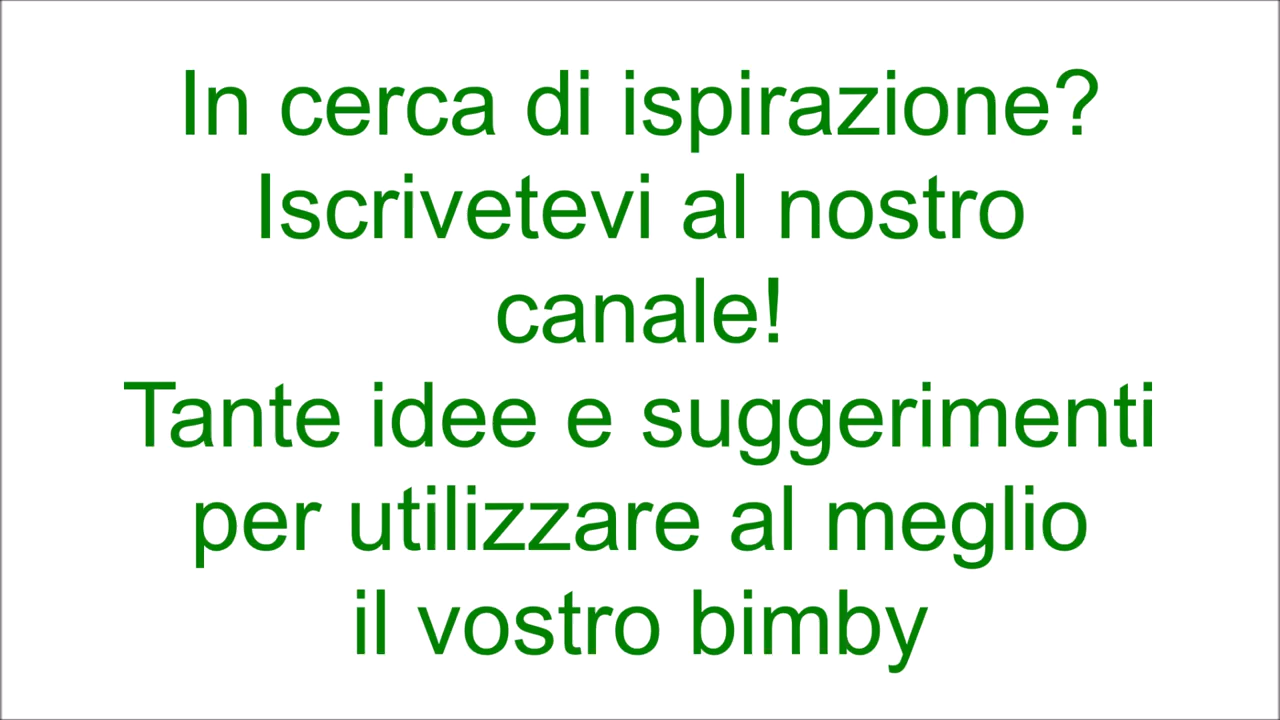 In cerca di ispirazione?
Iscrivetevi al nostro
canale!
Tante idee e suggerimenti
per utilizzare al meglio
il vostro bimby